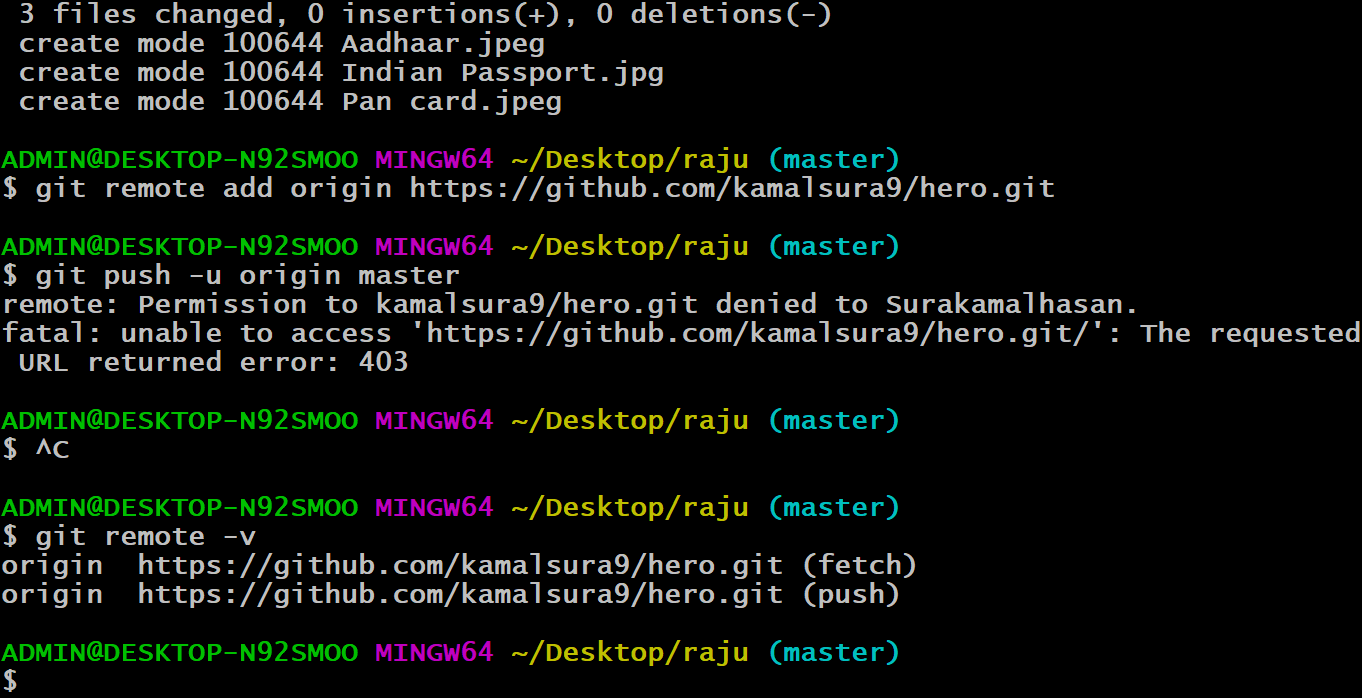 3 files changed, 0 insertions(+), 0 deletions(-)
create mode 100644 Aadhaar.jpeg
create mode 100644 Indian Passport.jpg
create mode 100644 Pan card.jpeg
ADMIN@DESKTOP-N92SMOO MINGW64 ~/Desktop/raju (master)
$ git remote add origin https://github.com/kamalsura9/hero.git
ADMIN@DESKTOP-N92SMOO MINGW64 ~/Desktop/raju (master)
$ git push -u origin master
remote: Permission to kamalsura9/hero.git denied to Surakamalhasan.
fatal: unable to access 'https://github.com/kamalsura9/hero.git/': The requested
URL returned error: 403
ADMIN@DESKTOP-N92SMOO MINGW64 ~/Desktop/raju (master)
$ ^C
ADMIN@DESKTOP-N92SMOO MINGW64 ~/Desktop/raju (master)
$ git remote -v
origin  https://github.com/kamalsura9/hero.git (fetch)
origin  https://github.com/kamalsura9/hero.git (push)
ADMIN@DESKTOP-N92SMOO MINGW64 ~/Desktop/raju (master)
$